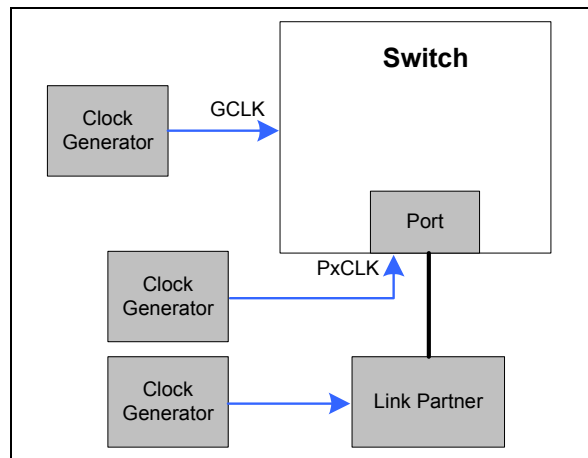 Switch
Clock
Generator
GCLK
Port
PxCLK
Clock
Generator
Clock
Generator
Link Partner